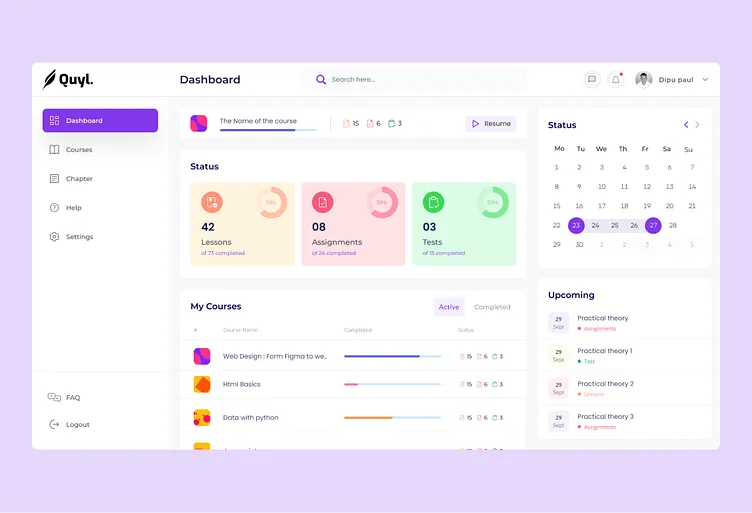 Quyl.
Dashboard
Search here...
Dipu paul
Dashboard
Courses
Chapter
Help
Settings
FAQ
Logout
The Name of the course
15 6 3
Resume
Status
42
Lessons
of 73 completed
08
Assignments
of 24 completed
03
Tests
of 15 completed
My Courses
Active Completed
# Course Name Completed Status
Web Design : Form Figma to we.. 15 6 3
Html Basics 15 6 3
Data with python 15 6 3
Status
Mo Tu We Th Fr Sa Su
1 2 3 4 5 6 7
8 9 10 11 12 13 14
15 16 17 18 19 20 21
22 23 24 25 26 27 28
29 30 1 2 3 4 5
Upcoming
29 Sept
Practical theory
Assignments
29 Sept
Practical theory 1
Test
29 Sept
Practical theory 2
Lessons
29 Sept
Practical theory 3
Assignments